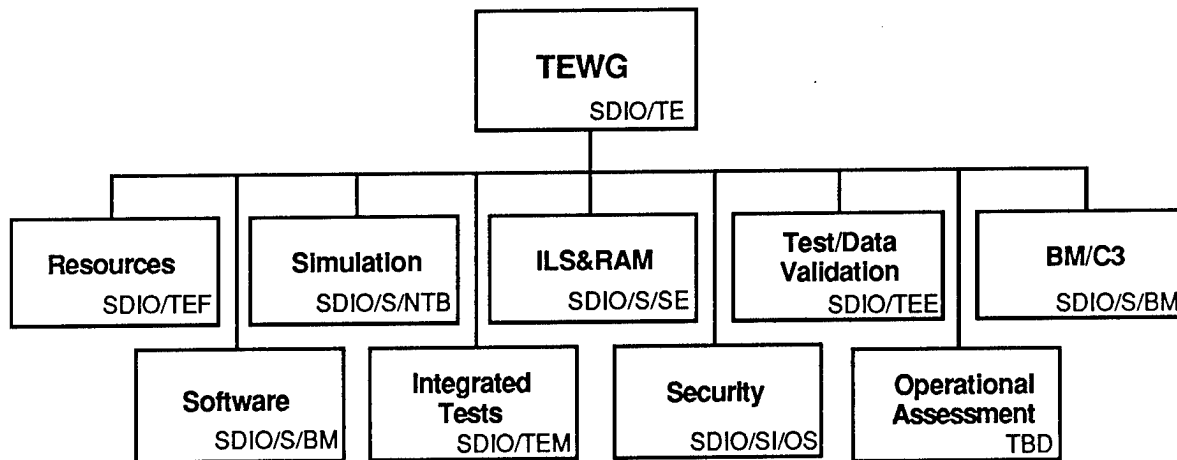 TEWG
SDIO/TE
Resources
SDIO/TEF
Simulation
SDIO/S/NTB
ILS&RAM
SDIO/S/SE
Test/Data
Validation
SDIO/TEE
BM/C3
SDIO/S/BM
Software
SDIO/S/BM
Integrated
Tests
SDIO/TEM
Security
SDIO/SI/OS
Operational
Assessment
TBD